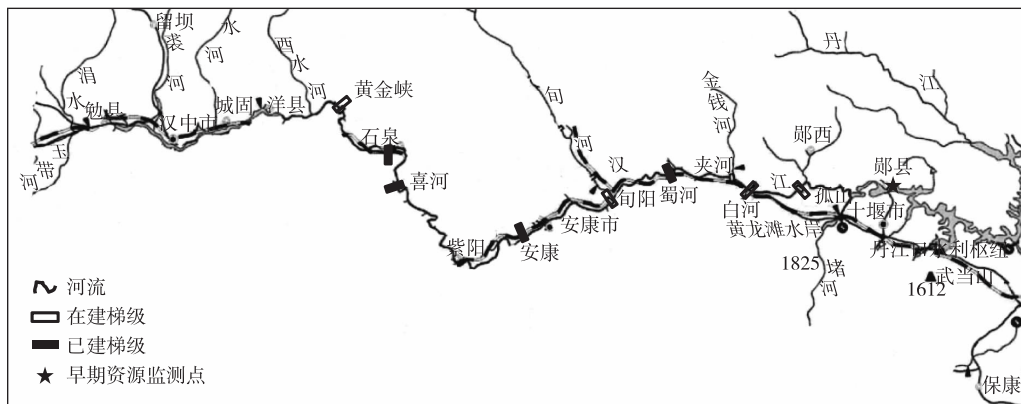 留坝
褒
河
水
河
酉
水
河
涓
水
勉县
汉中市
城固
洋县
黄金峡
玉
带
河
石泉
喜河
紫阳
安康
安康市
旬
河
旬阳
汉
江
蜀河
金
钱
河
夹河
白河
郧西
孤山
郧县
十堰市
黄龙滩水岸
丹江口水利枢纽
1825
堵
河
1612
武当山
丹
江
保康
河流
在建梯级
已建梯级
早期资源监测点